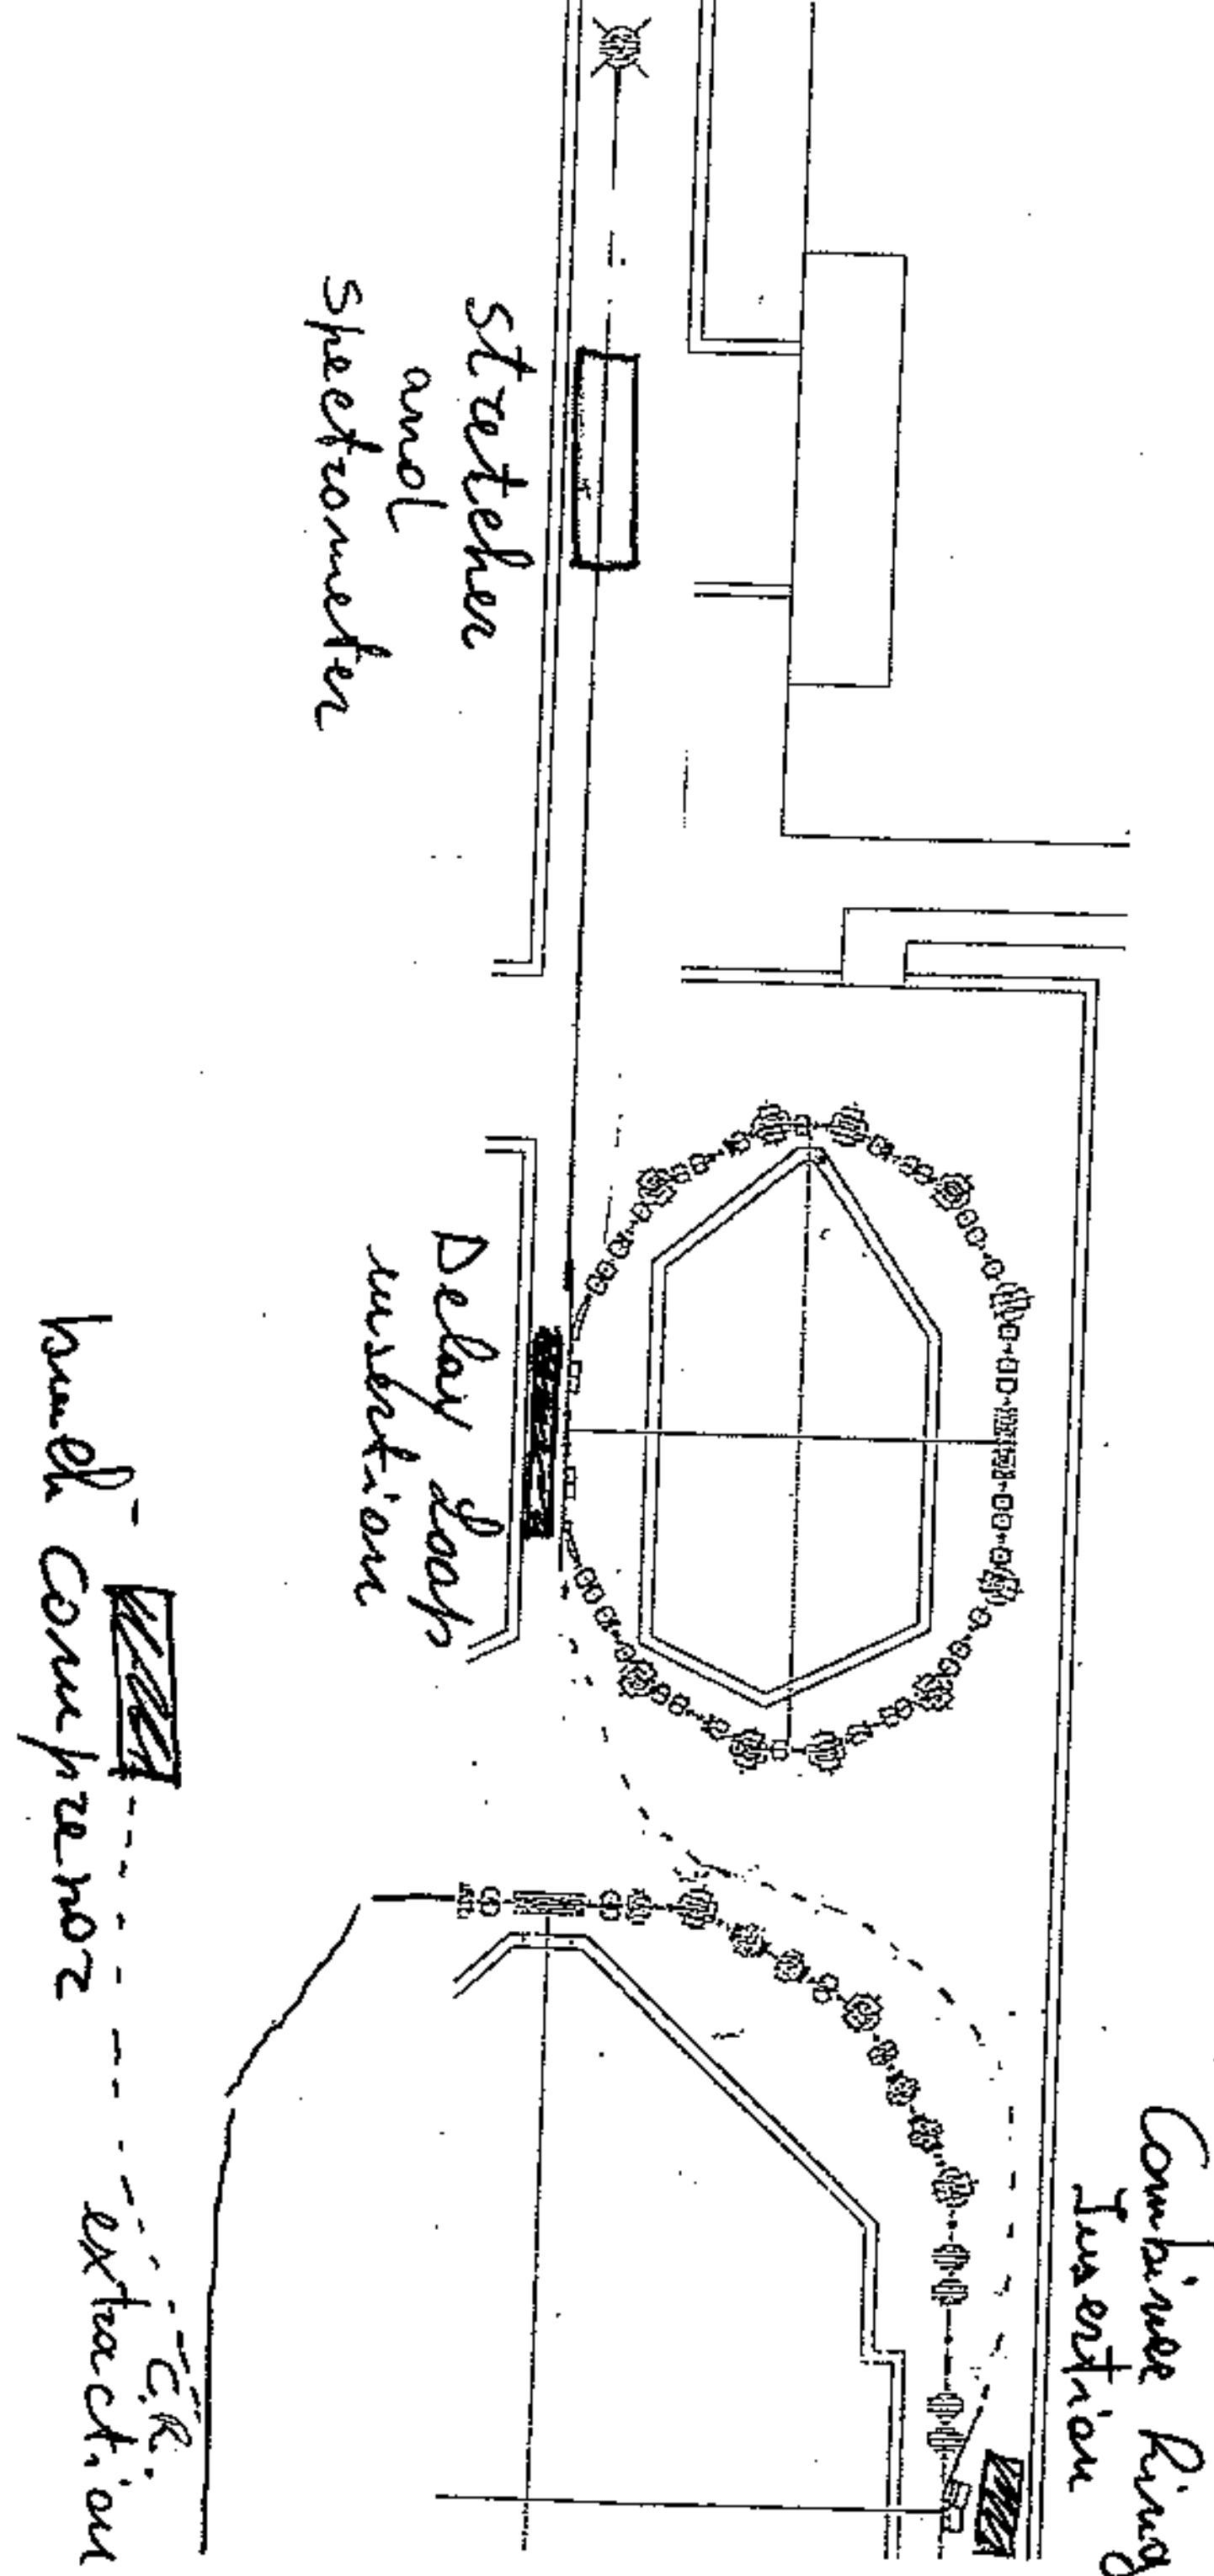 Stretcher
and
Spectrometer
Delay Loop
insertion
Combiner Ring
Insertion
C.R.
extraction
bunch Compressor